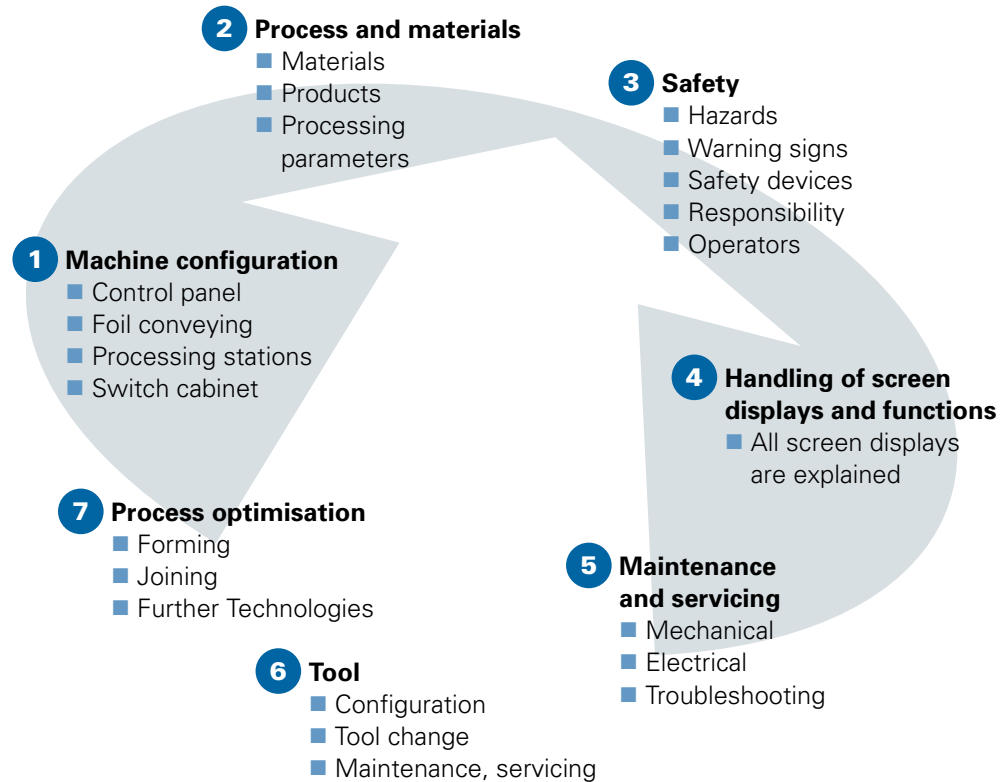 1 Machine configuration
Control panel
Foil conveying
Processing stations
Switch cabinet
2 Process and materials
Materials
Products
Processing
parameters
3 Safety
Hazards
Warning signs
Safety devices
Responsibility
Operators
4 Handling of screen
displays and functions
All screen displays
are explained
5 Maintenance
and servicing
Mechanical
Electrical
Troubleshooting
6 Tool
Configuration
Tool change
Maintenance, servicing
7 Process optimisation
Forming
Joining
Further Technologies